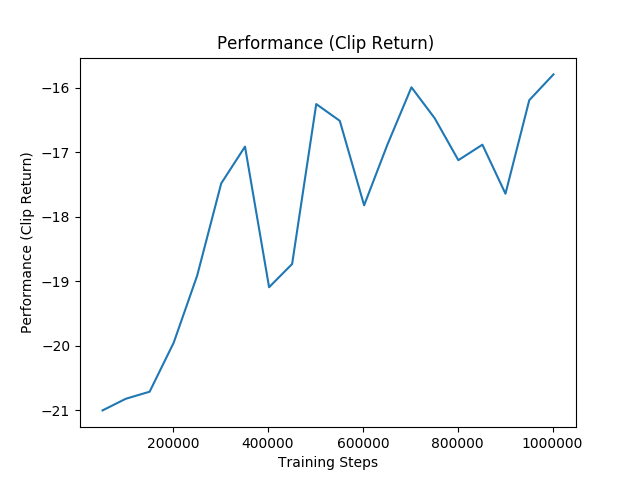 Performance (Clip Return)
Performance (Clip Return)
−16
−17
−18
−19
−20
−21
200000 400000 600000 800000 1000000
Training Steps